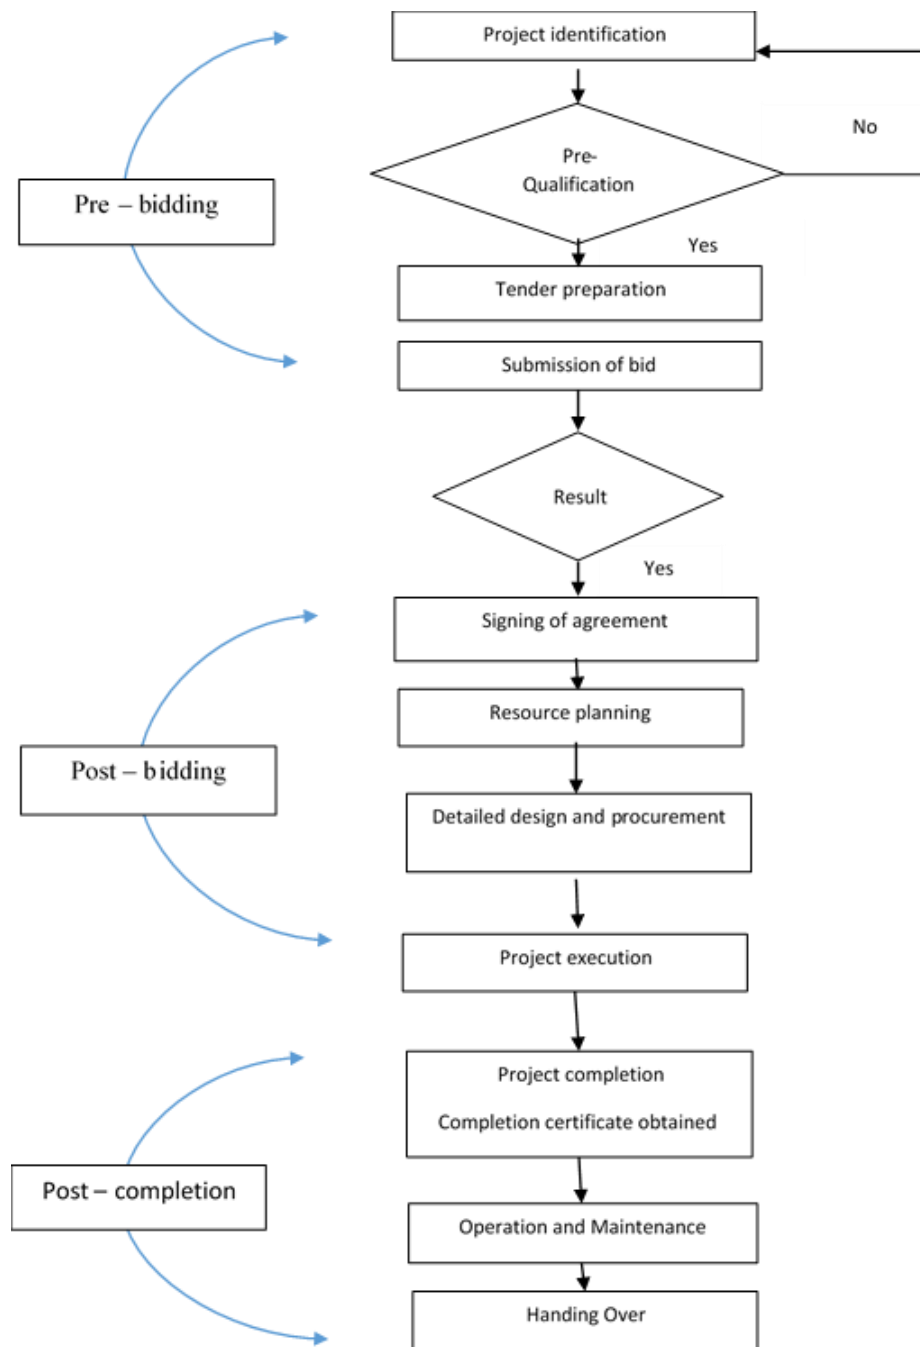 Project identification
No
Pre-
Qualification
Pre – bidding
Yes
Tender preparation
Submission of bid
Result
Yes
Signing of agreement
Resource planning
Post – bidding
Detailed design and procurement
Project execution
Project completion
Completion certificate obtained
Post – completion
Operation and Maintenance
Handing Over